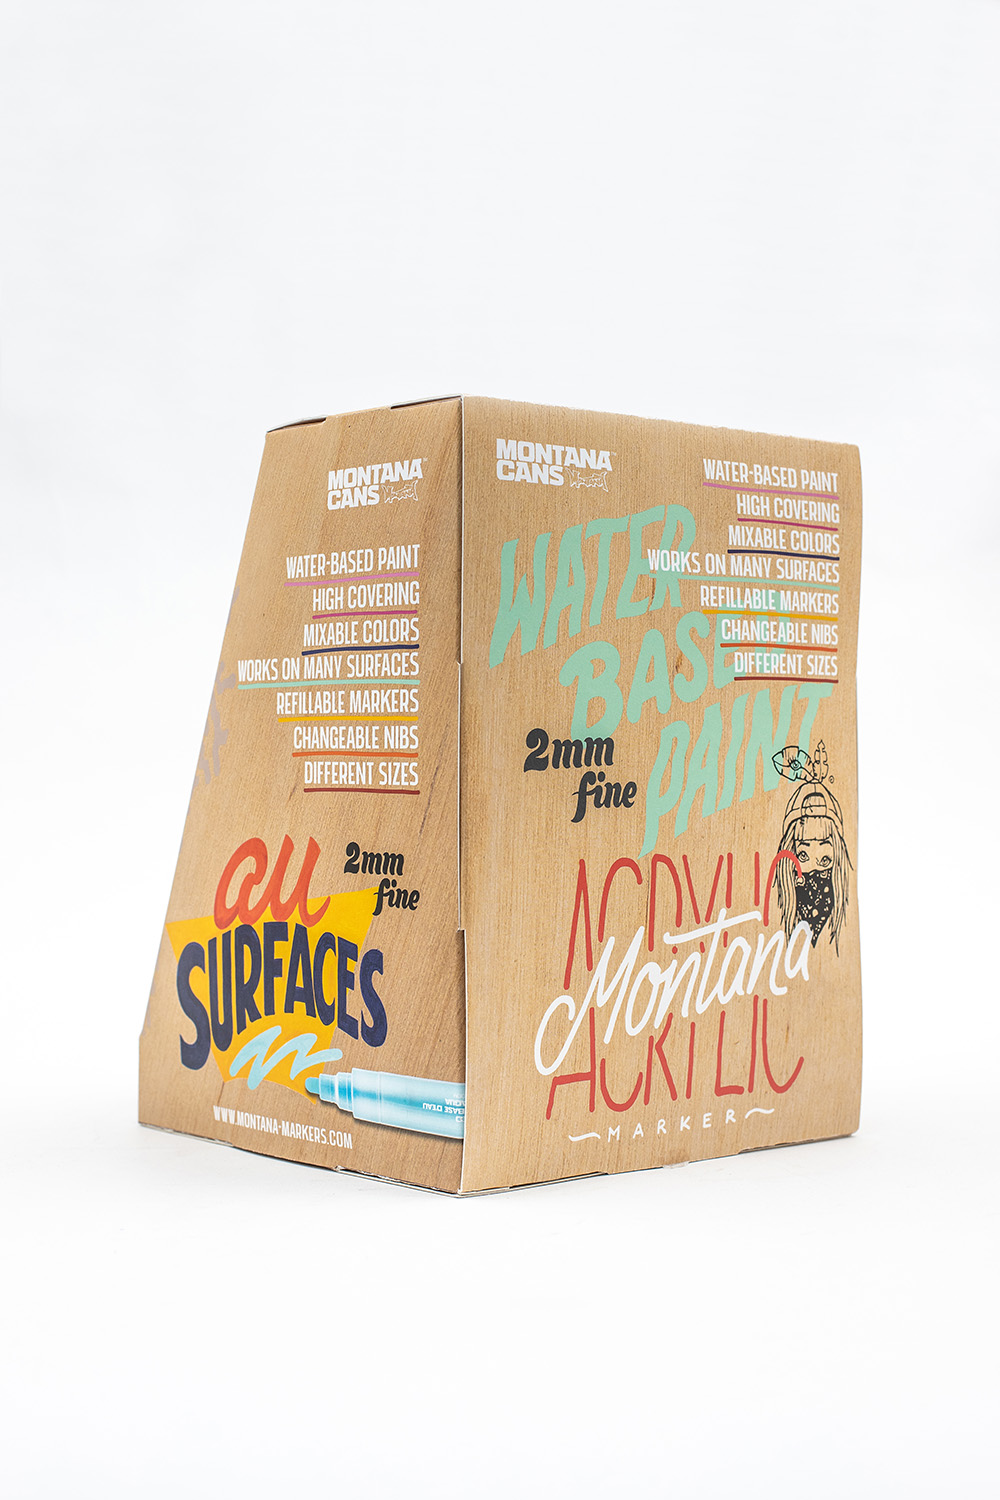 MONTANA
CANS
WATER-BASED PAINT
HIGH COVERING
MIXABLE COLORS
WORKS ON MANY SURFACES
REFILLABLE MARKERS
CHANGEABLE NIBS
DIFFERENT SIZES
2mm
fine
all
SURFACES
BASE D'EAU
WWW.MONTANA-MARKERS.COM
MONTANA
CANS
WATER-BASED PAINT
HIGH COVERING
MIXABLE COLORS
WORKS ON MANY SURFACES
REFILLABLE MARKERS
CHANGEABLE NIBS
DIFFERENT SIZES
WATER
BASE
PAINT
2mm
fine
ACRYLIC
Montana
ACRYLIC
MARKER